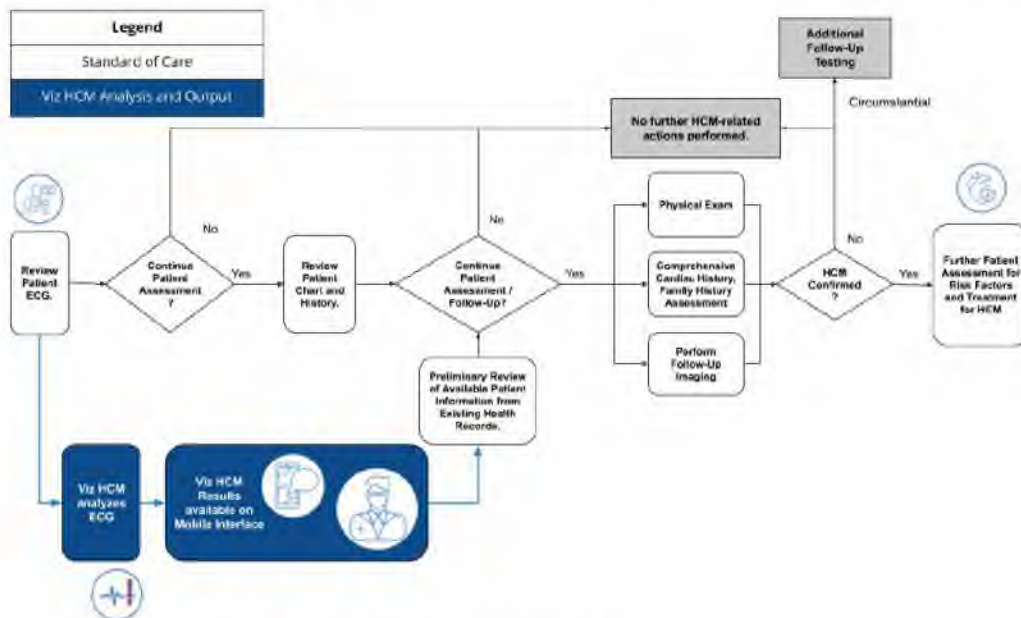 Legend
Standard of Care
Viz HCM Analysis and Output
Additional
Follow-Up
Testing
Circumstantial
No further HCM-related
actions performed.
No
No
Physical Exam
No
Review
Patient
ECG.
Continue
Patient
Assessment
?
Yes
Review
Patient
Chart and
History.
Continue
Patient
Assessment /
Follow-Up?
Yes
Comprehensive
Cardiac History,
Family History
Assessment
HCM
Confirmed
?
Yes
Further Patient
Assessment for
Risk Factors
and Treatment
for HCM
Perform
Follow-Up
Imaging
Preliminary Review
of Available Patient
Information from
Existing Health
Records.
Viz HCM
analyzes
ECG
Viz HCM
Results
available on
Mobile Interface